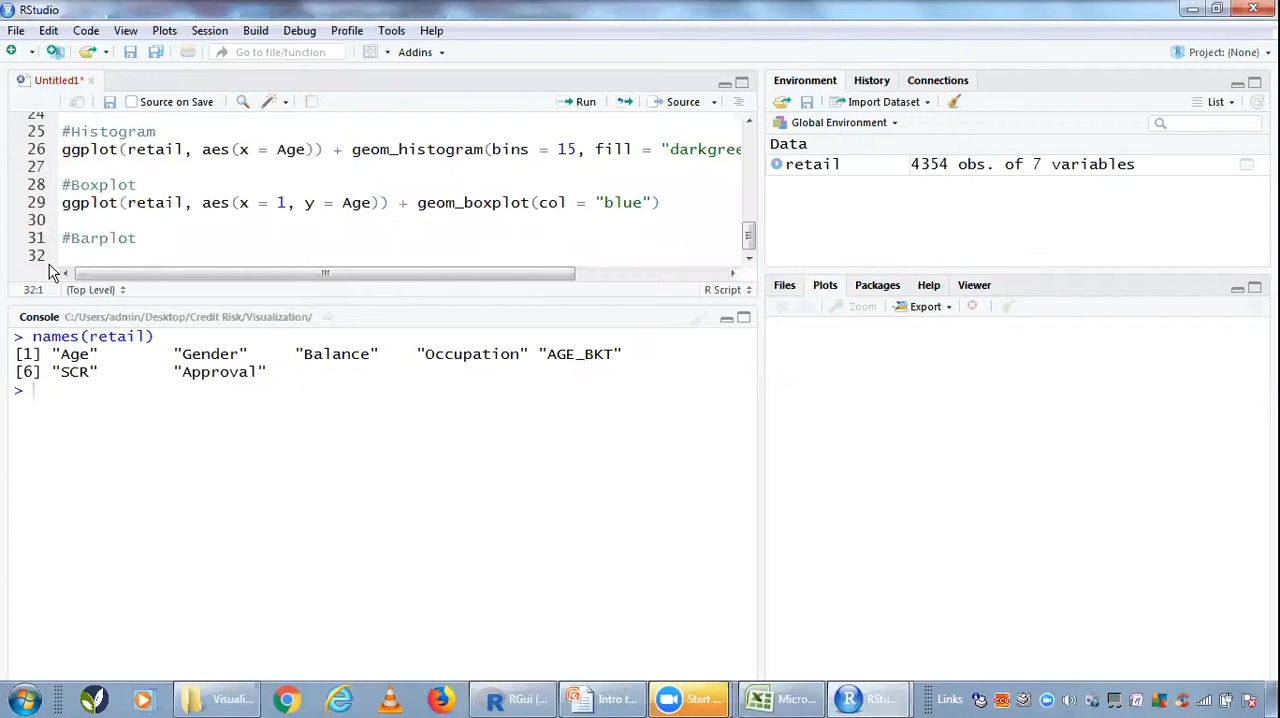 RStudio
File Edit Code View Plots Session Build Debug Profile Tools Help
Go to file/function Addins Project: (None)
Untitled1*
Source on Save Run Source
24
25 #Histogram
26 ggplot(retail, aes(x = Age)) + geom_histogram(bins = 15, fill = "darkgree
27
28 #Boxplot
29 ggplot(retail, aes(x = 1, y = Age)) + geom_boxplot(col = "blue")
30
31 #Barplot
32
32:1 (Top Level) R Script
Console C:/Users/admin/Desktop/Credit Risk/Visualization/
> names(retail)
[1] "Age" "Gender" "Balance" "Occupation" "AGE_BKT"
[6] "SCR" "Approval"
>
Environment History Connections
Import Dataset List
Global Environment
Data
retail 4354 obs. of 7 variables
Files Plots Packages Help Viewer
Zoom Export
Visuali... RGui (... Intro t... Start ... Micro... RStu... Links